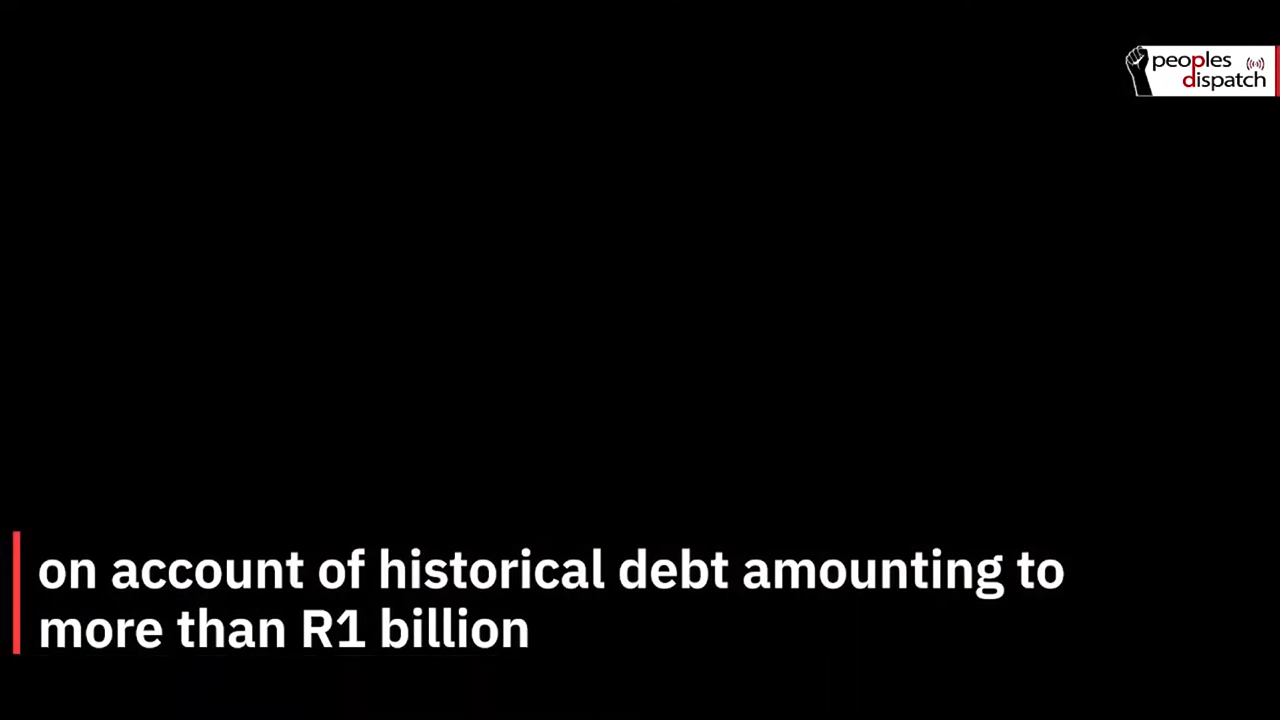 peoples
dispatch
on account of historical debt amounting to
more than R1 billion